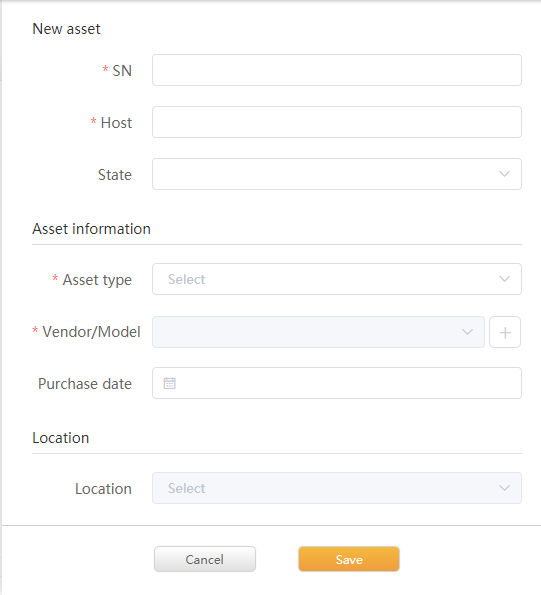 New asset
* SN
* Host
State
Asset information
* Asset type Select
* Vendor/Model
Purchase date
Location
Location Select
Cancel Save